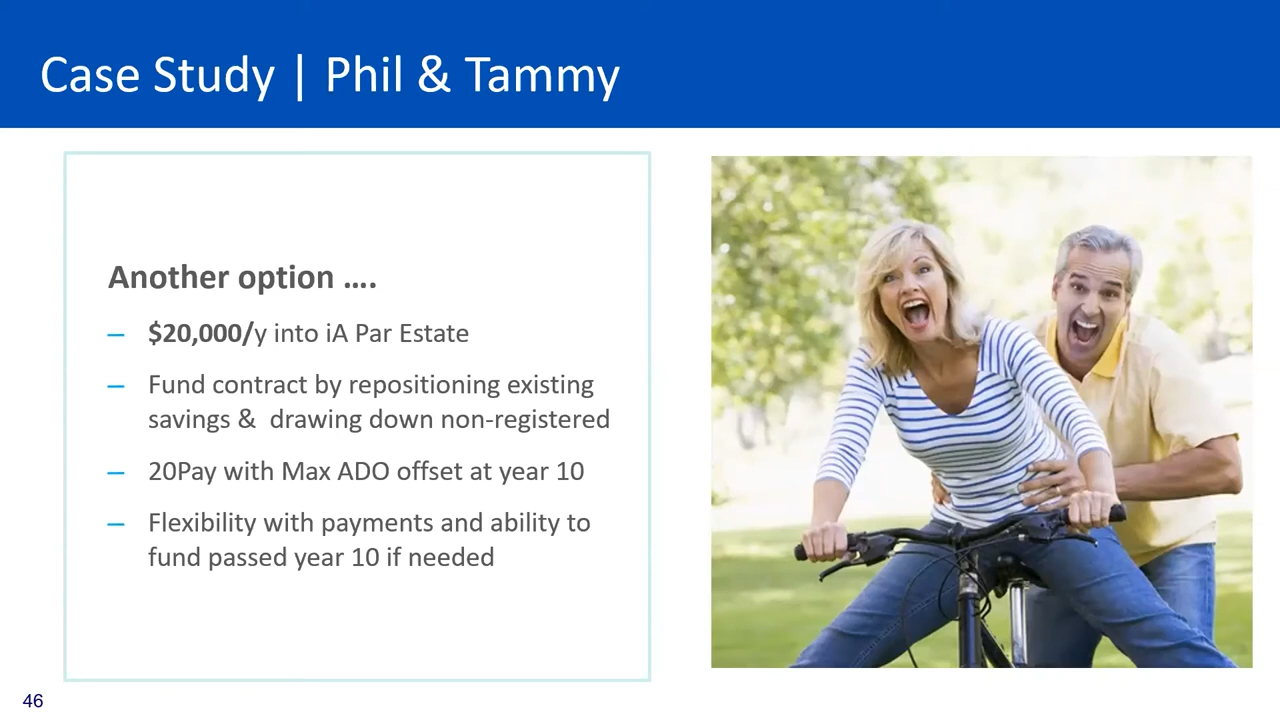 Case Study | Phil & Tammy
Another option ....
– $20,000/y into iA Par Estate
– Fund contract by repositioning existing
savings &  drawing down non-registered
– 20Pay with Max ADO offset at year 10
– Flexibility with payments and ability to
fund passed year 10 if needed
46